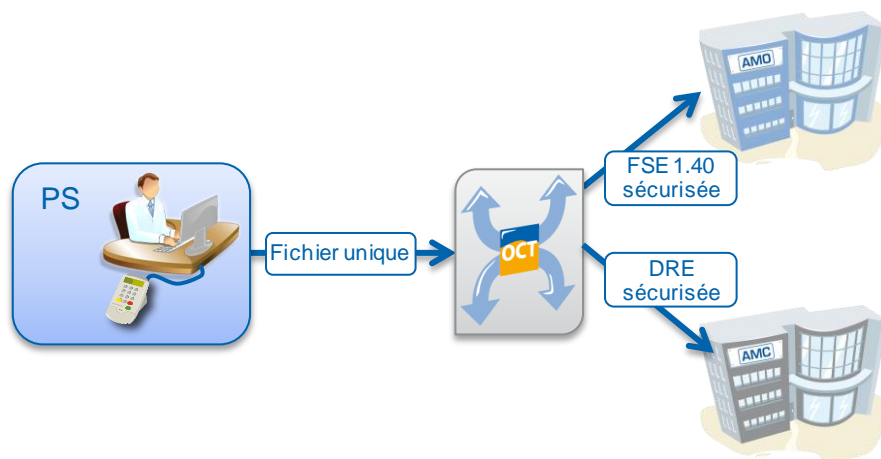 AMO
FSE 1.40
sécurisée
PS
Fichier unique
OCT
DRE
sécurisée
AMC